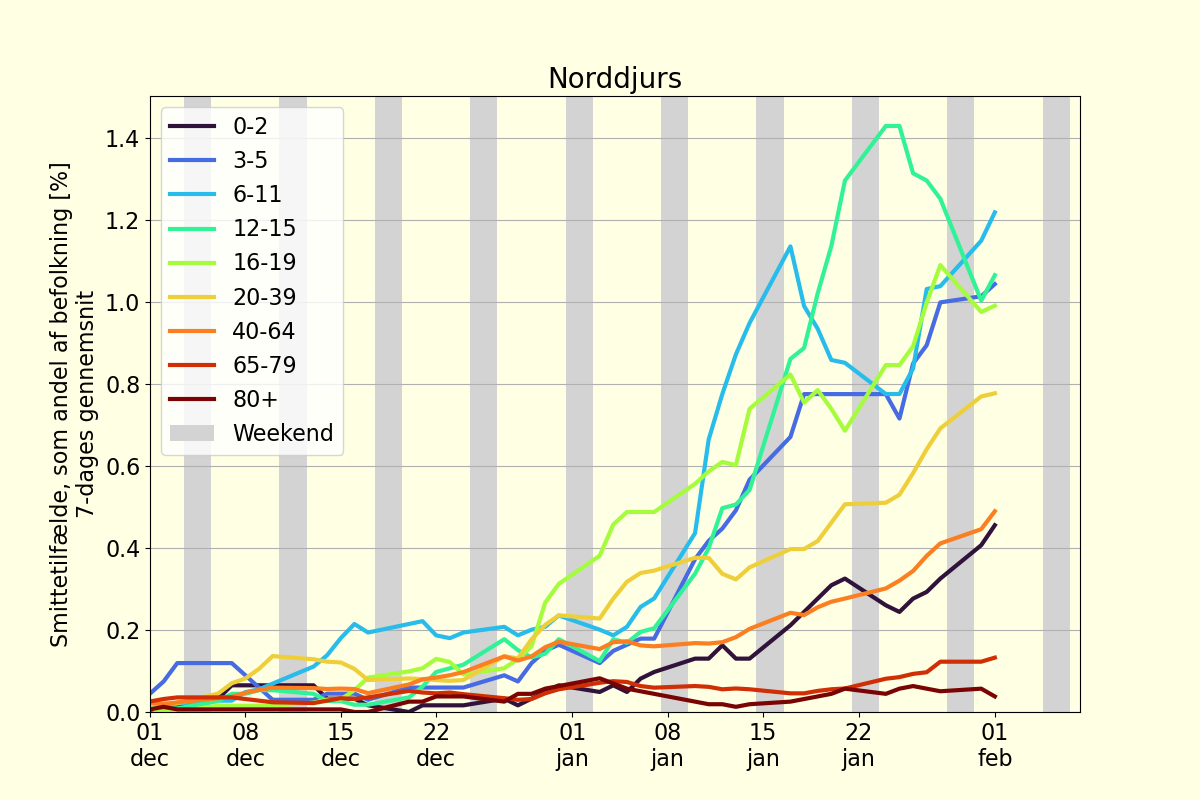 Norddjurs
Smittetilfælde, som andel af befolkning [%]
7-dages gennemsnit
1.4
1.2
1.0
0.8
0.6
0.4
0.2
0.0
0-2
3-5
6-11
12-15
16-19
20-39
40-64
65-79
80+
Weekend
01 08 15 22 01 08 15 22 01
dec dec dec dec jan jan jan jan feb